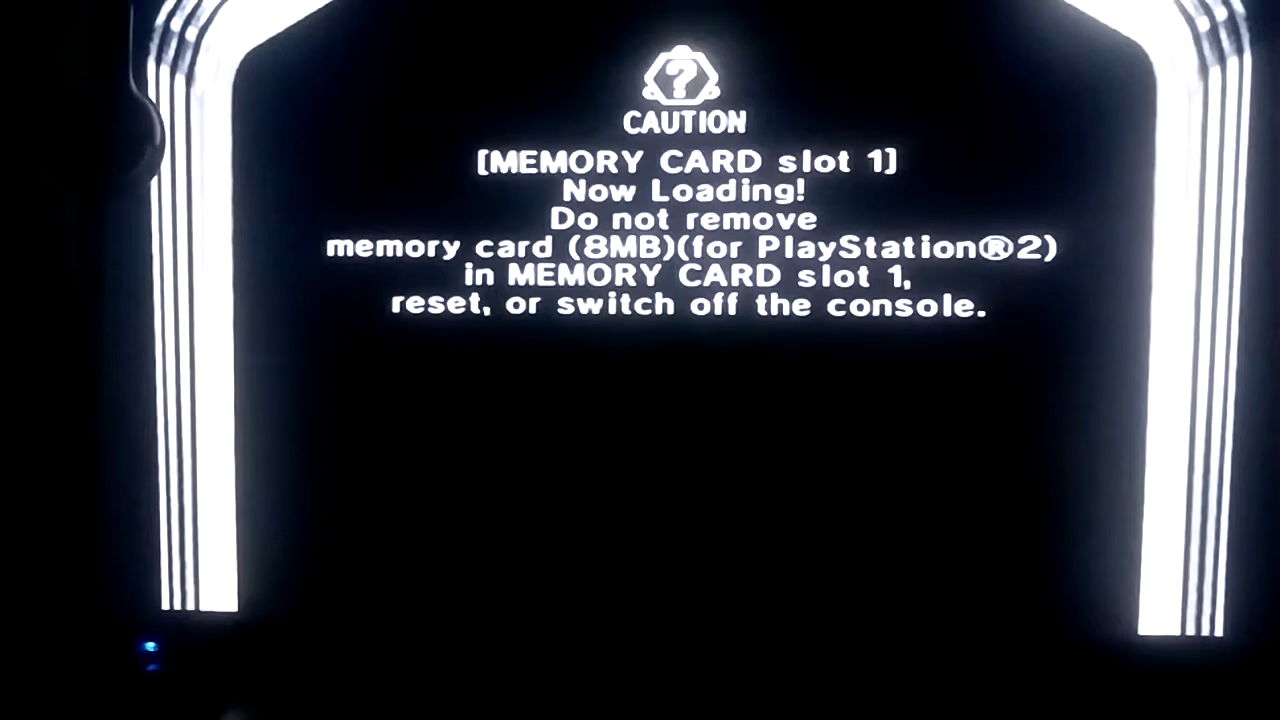 ?
CAUTION
[MEMORY CARD slot 1]
Now Loading!
Do not remove
memory card (8MB)(for PlayStation®2)
in MEMORY CARD slot 1,
reset, or switch off the console.